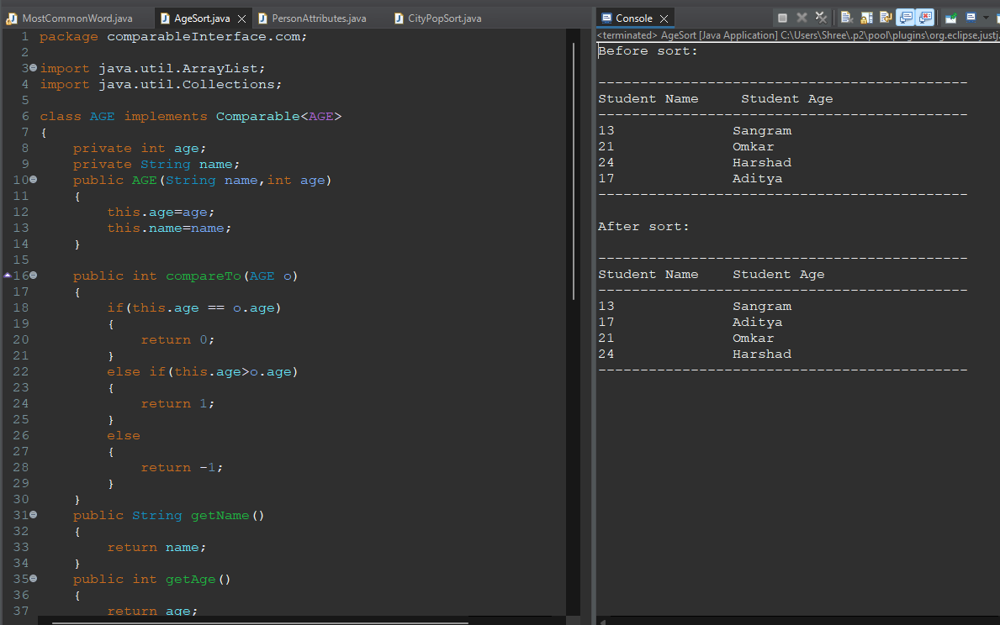 MostCommonWord.java AgeSort.java PersonAttributes.java CityPopSort.java
1 package comparableInterface.com;
2
3 import java.util.ArrayList;
4 import java.util.Collections;
5
6 class AGE implements Comparable<AGE>
7 {
8     private int age;
9     private String name;
10     public AGE(String name,int age)
11     {
12         this.age=age;
13         this.name=name;
14     }
15
16     public int compareTo(AGE o)
17     {
18         if(this.age == o.age)
19         {
20             return 0;
21         }
22         else if(this.age>o.age)
23         {
24             return 1;
25         }
26         else
27         {
28             return -1;
29         }
30     }
31     public String getName()
32     {
33         return name;
34     }
35     public int getAge()
36     {
37         return age;
Console
<terminated> AgeSort [Java Application] C:\Users\Shree\.p2\pool\plugins\org.eclipse.justj.
Before sort:

--------------------------------------------
Student Name     Student Age
--------------------------------------------
13              Sangram
21              Omkar
24              Harshad
17              Aditya
--------------------------------------------

After sort:

--------------------------------------------
Student Name    Student Age
--------------------------------------------
13              Sangram
17              Aditya
21              Omkar
24              Harshad
--------------------------------------------